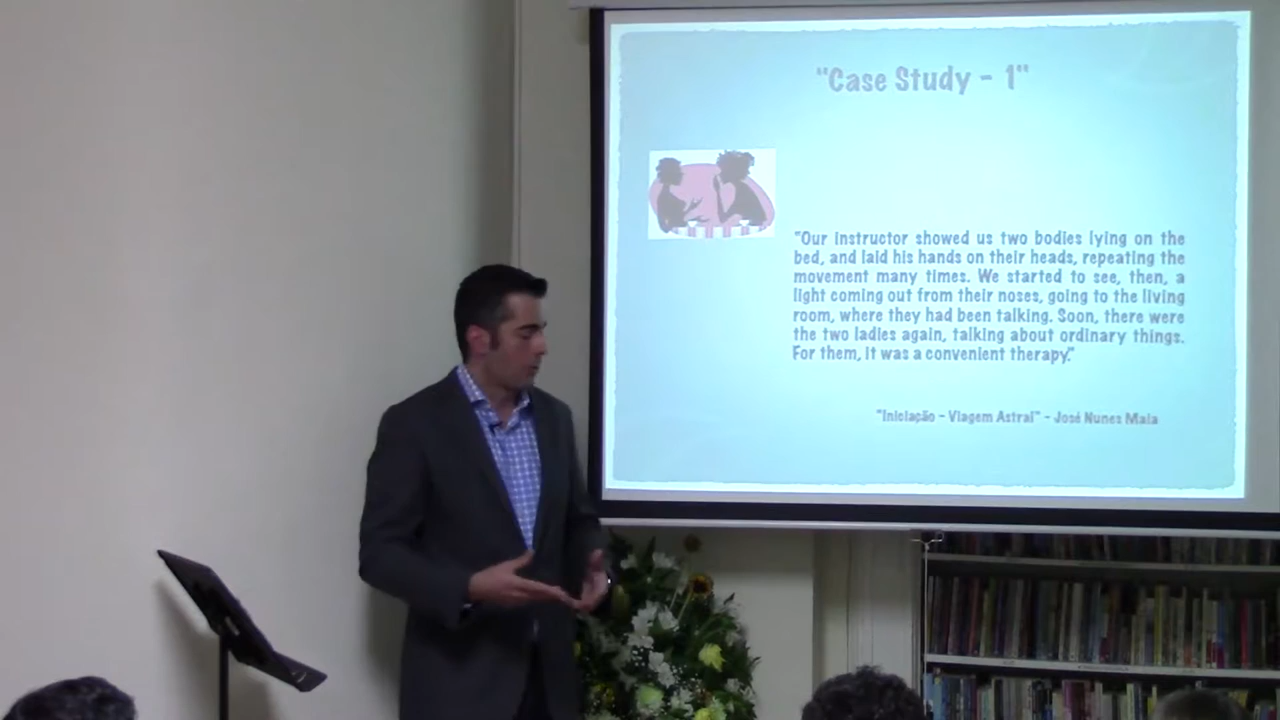 "Case Study - 1"
"Our instructor showed us two bodies lying on the
bed, and laid his hands on their heads, repeating the
movement many times. We started to see, then, a
light coming out from their noses, going to the living
room, where they had been talking. Soon, there were
the two ladies again, talking about ordinary things.
For them, it was a convenient therapy."
"Iniciação - Viagem Astral" - José Nunes Maia